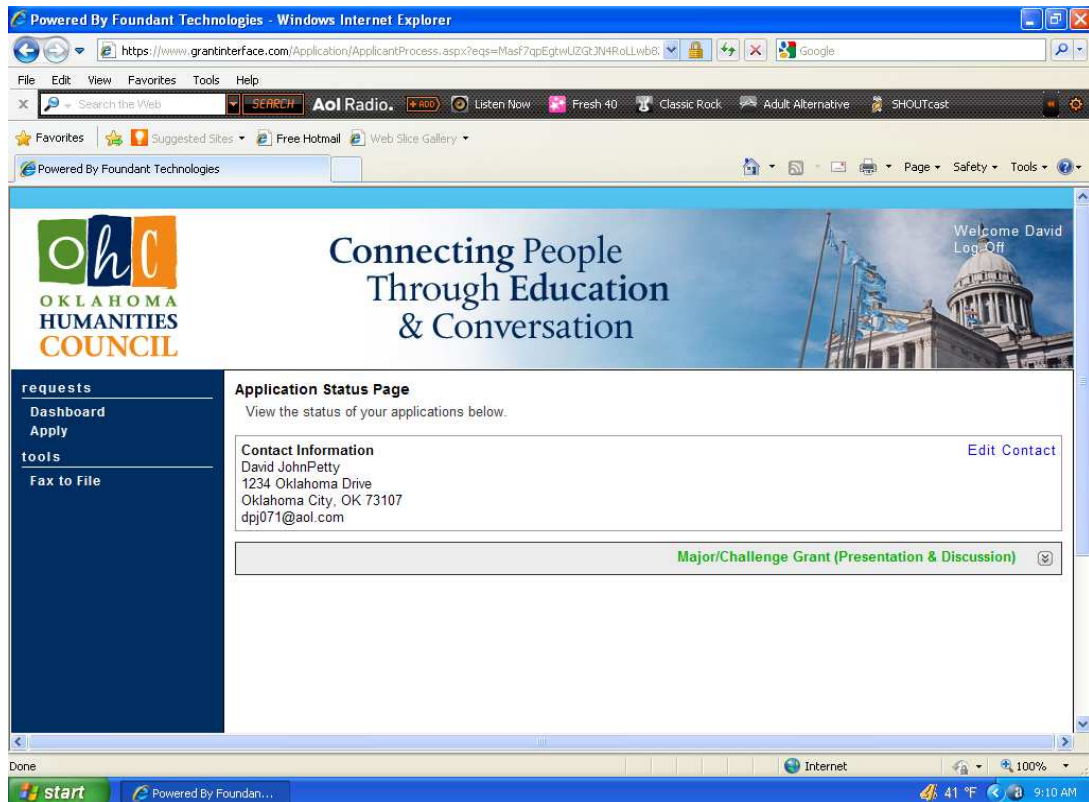 Powered By Foundant Technologies - Windows Internet Explorer
https://www.grantinterface.com/Application/ApplicantProcess.aspx?eqs=Masf7qpEgtwUZGt3N4RoLLwb8
Google
File Edit View Favorites Tools Help
x Search the Web SEARCH Aol Radio. +ADD Listen Now Fresh 40 Classic Rock Adult Alternative SHOUTcast
Favorites Suggested Sites Free Hotmail Web Slice Gallery
Powered By Foundant Technologies
Page Safety Tools
ohc
OKLAHOMA
HUMANITIES
COUNCIL
Connecting People
Through Education
& Conversation
Welcome David
Log Off
requests
Dashboard
Apply
tools
Fax to File
Application Status Page
View the status of your applications below.
Contact Information
Edit Contact
David JohnPetty
1234 Oklahoma Drive
Oklahoma City, OK 73107
dpj071@aol.com
Major/Challenge Grant (Presentation & Discussion)
Done
Internet
100%
start
Powered By Foundan...
41 °F
9:10 AM